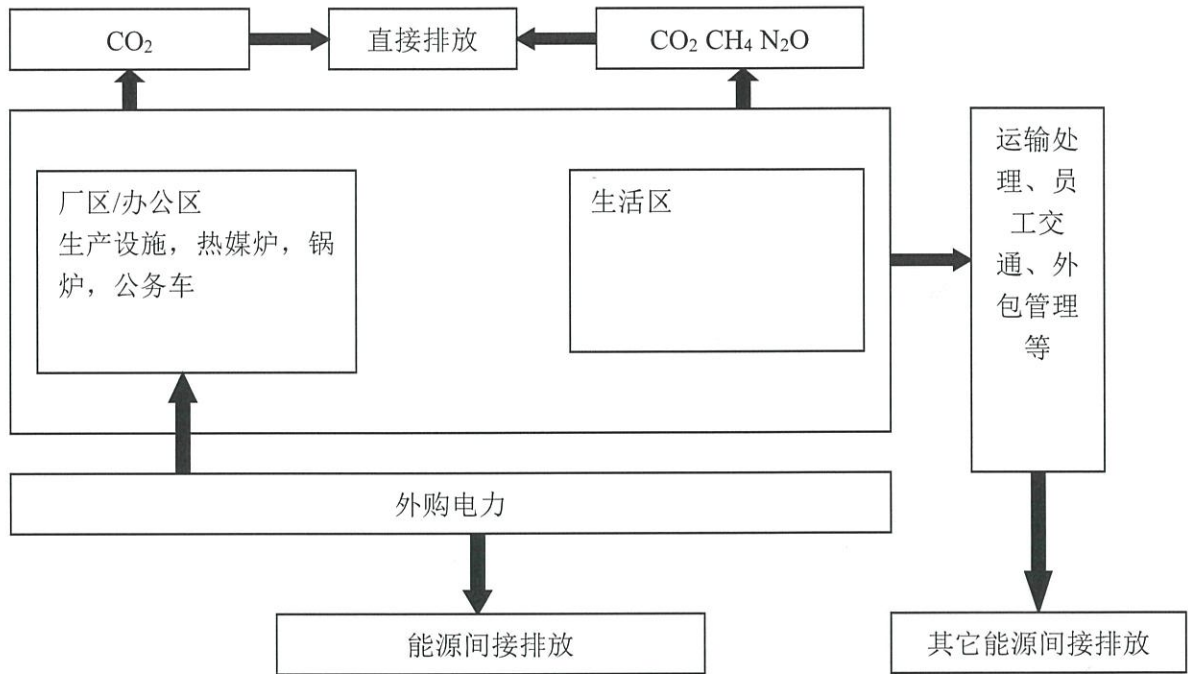 CO₂
直接排放
CO₂ CH₄ N₂O
厂区/办公区
生产设施，热媒炉，锅
炉，公务车
生活区
运输处
理、员
工交
通、外
包管理
等
外购电力
能源间接排放
其它能源间接排放